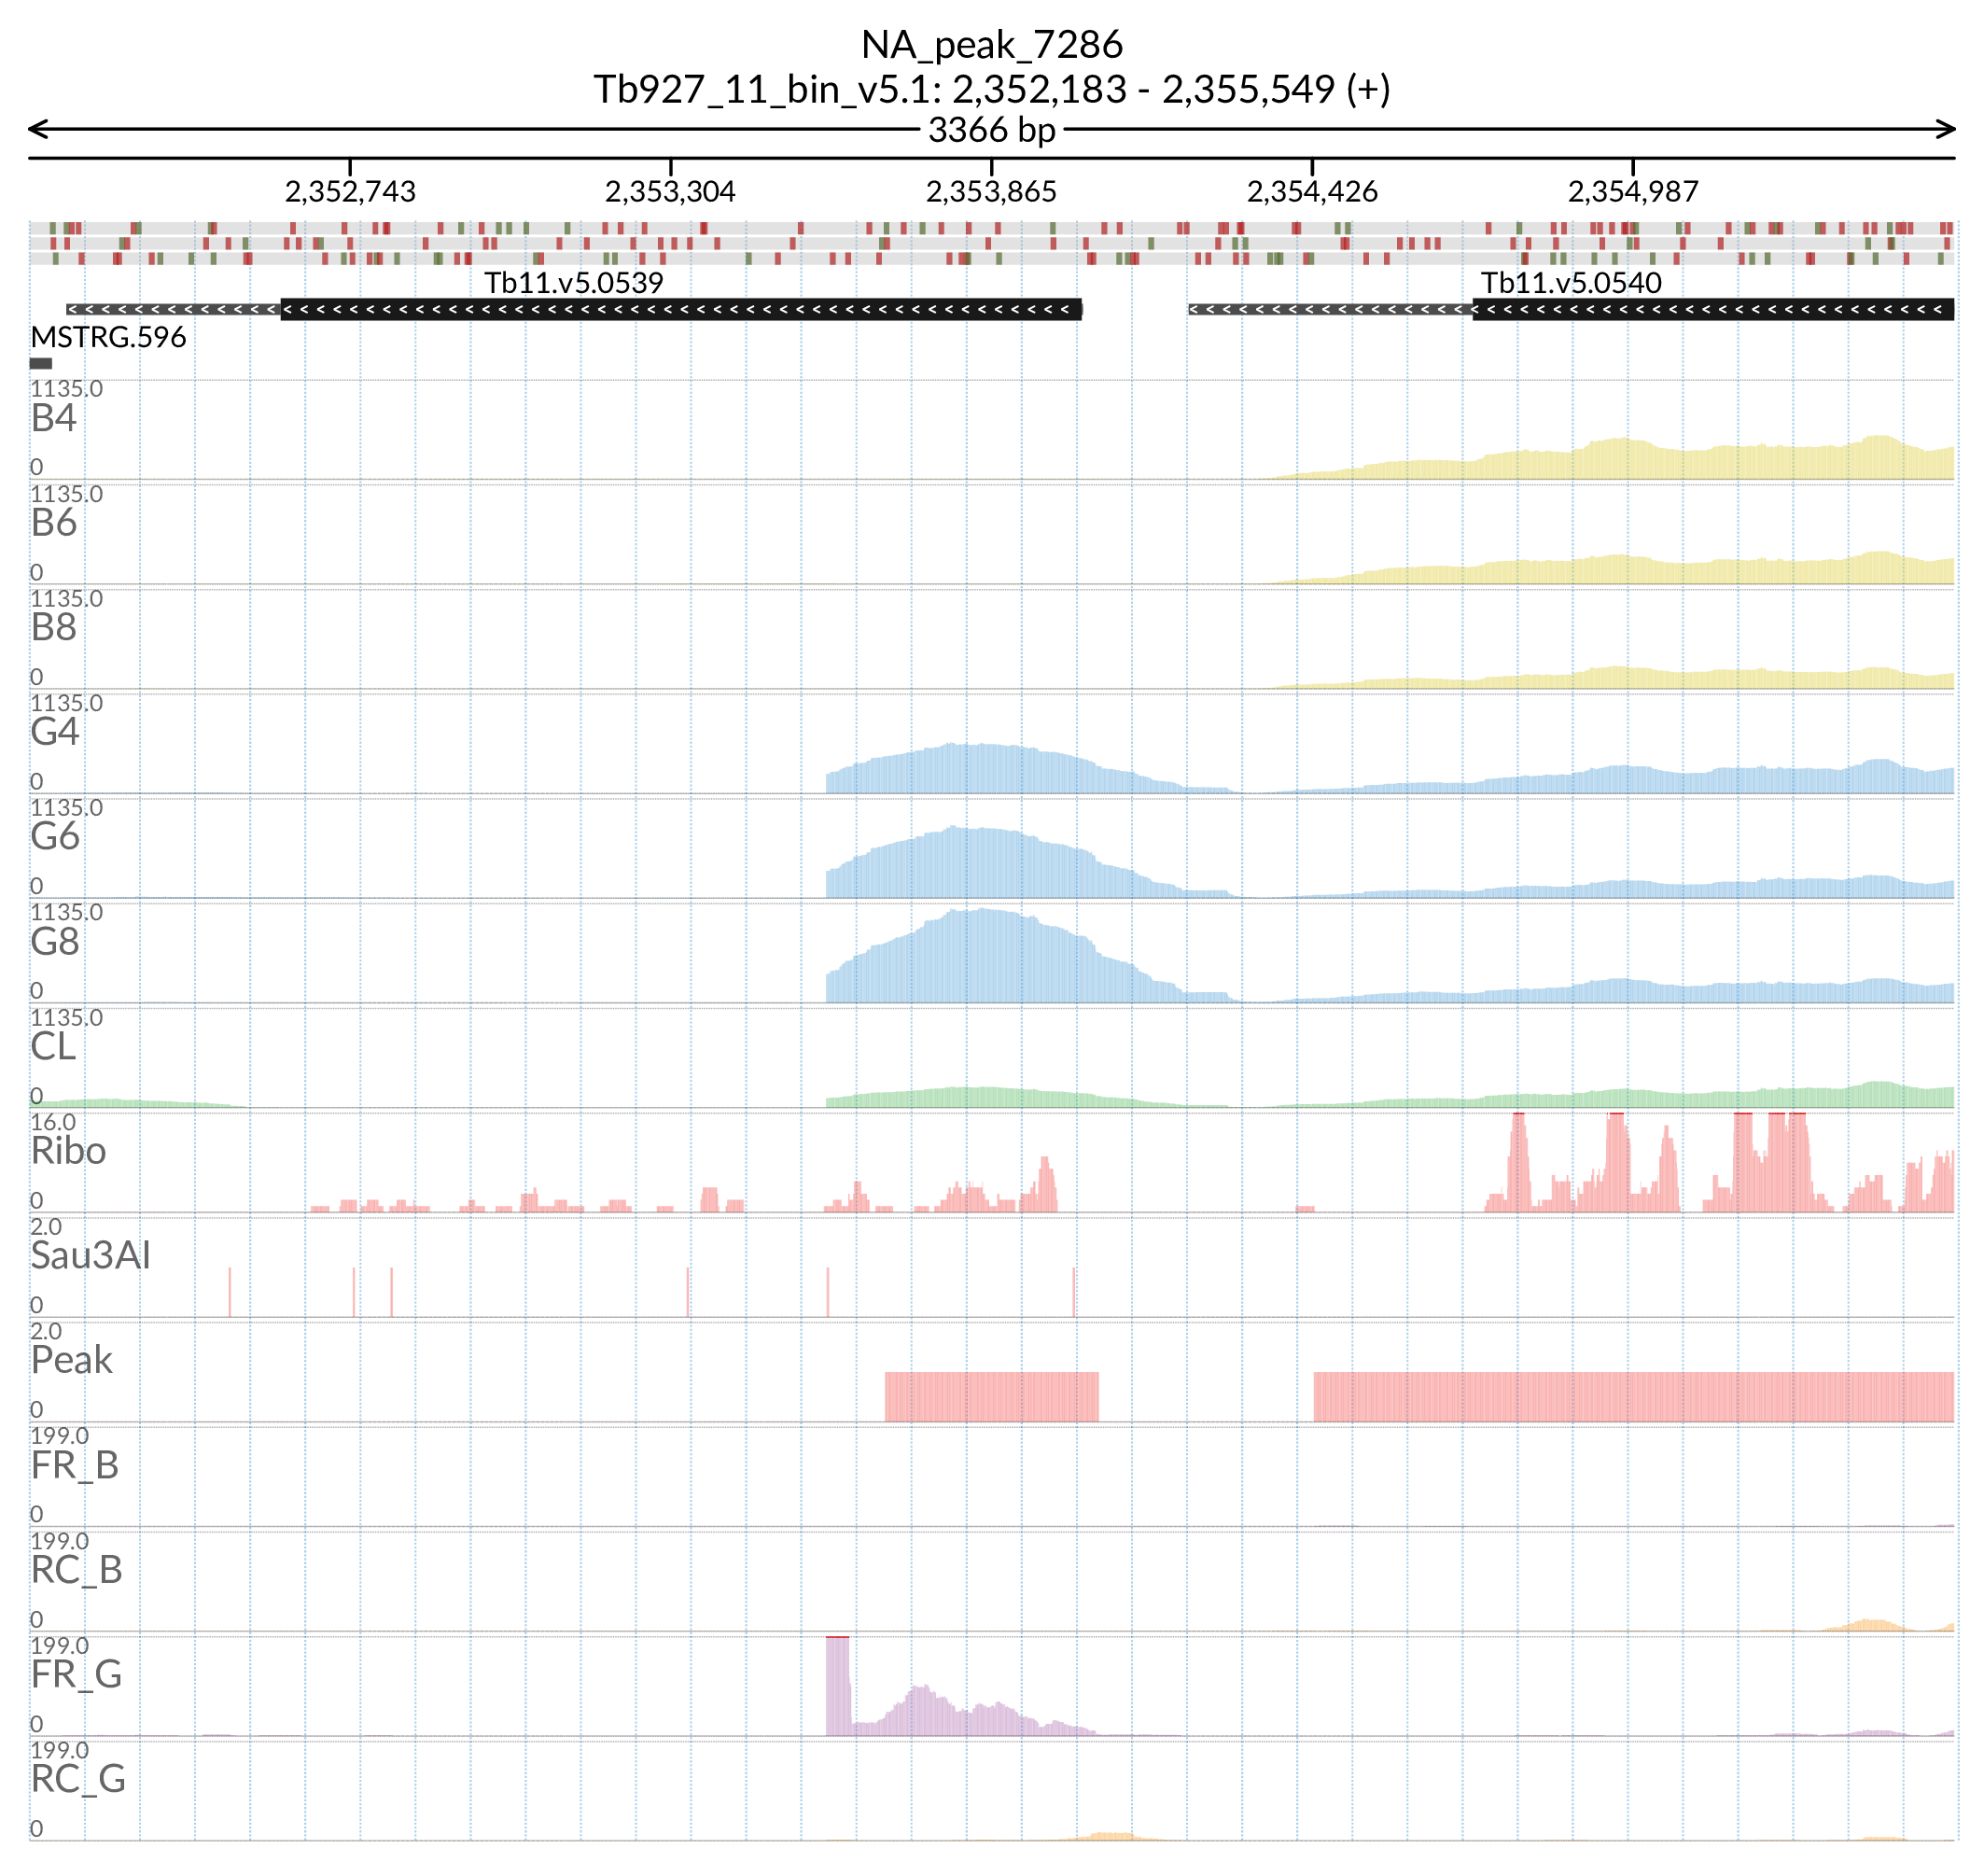 NA_peak_7286
Tb927_11_bin_v5.1: 2,352,183 - 2,355,549 (+)
3366 bp
2,352,743 2,353,304 2,353,865 2,354,426 2,354,987
Tb11.v5.0539 Tb11.v5.0540
MSTRG.596
1135.0
B4
0
1135.0
B6
0
1135.0
B8
0
1135.0
G4
0
1135.0
G6
0
1135.0
G8
0
1135.0
CL
0
16.0
Ribo
0
2.0
Sau3AI
0
2.0
Peak
0
199.0
FR_B
0
199.0
RC_B
0
199.0
FR_G
0
199.0
RC_G
0